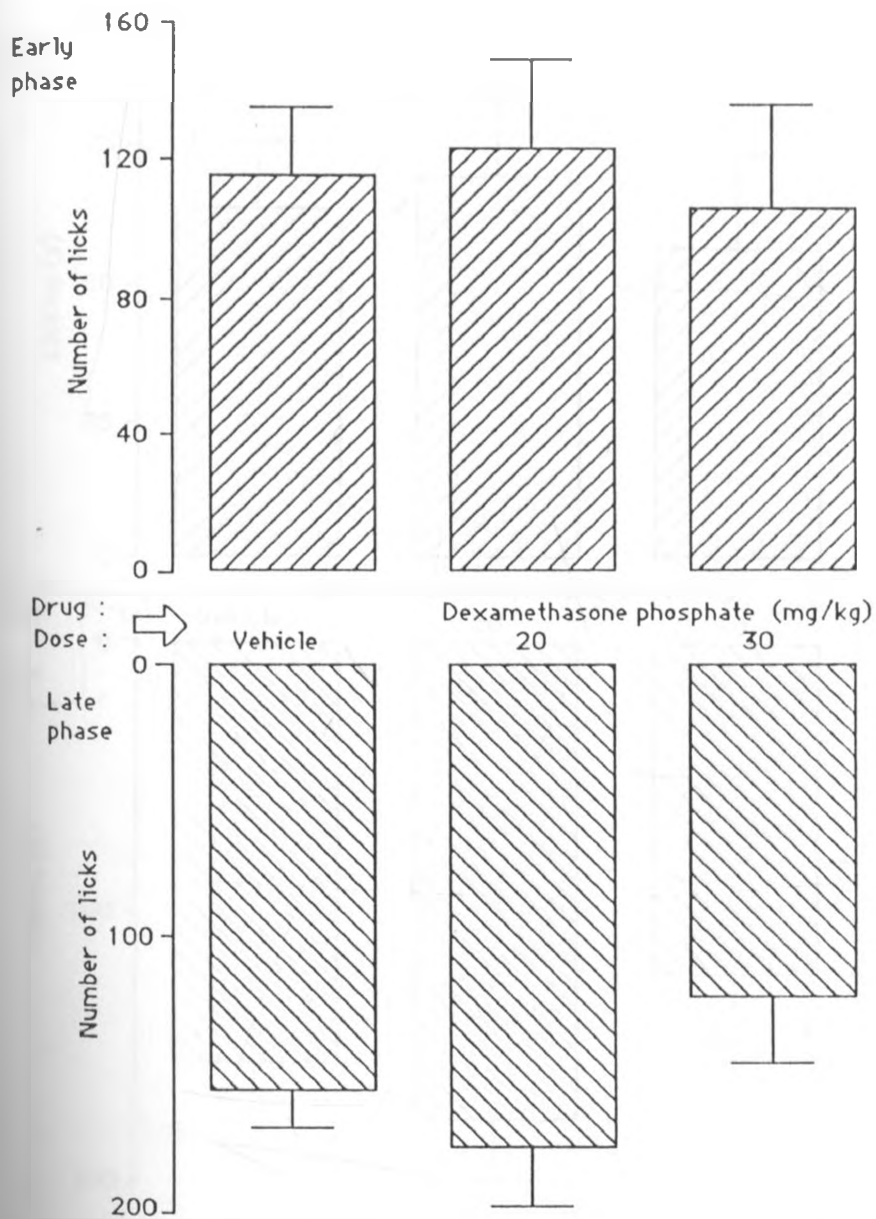 160
Early
phase
120
Number of licks
80
40
0
Drug :
Dexamethasone phosphate (mg/kg)
Dose :
Vehicle
20
30
0
Late
phase
Number of licks
100
200